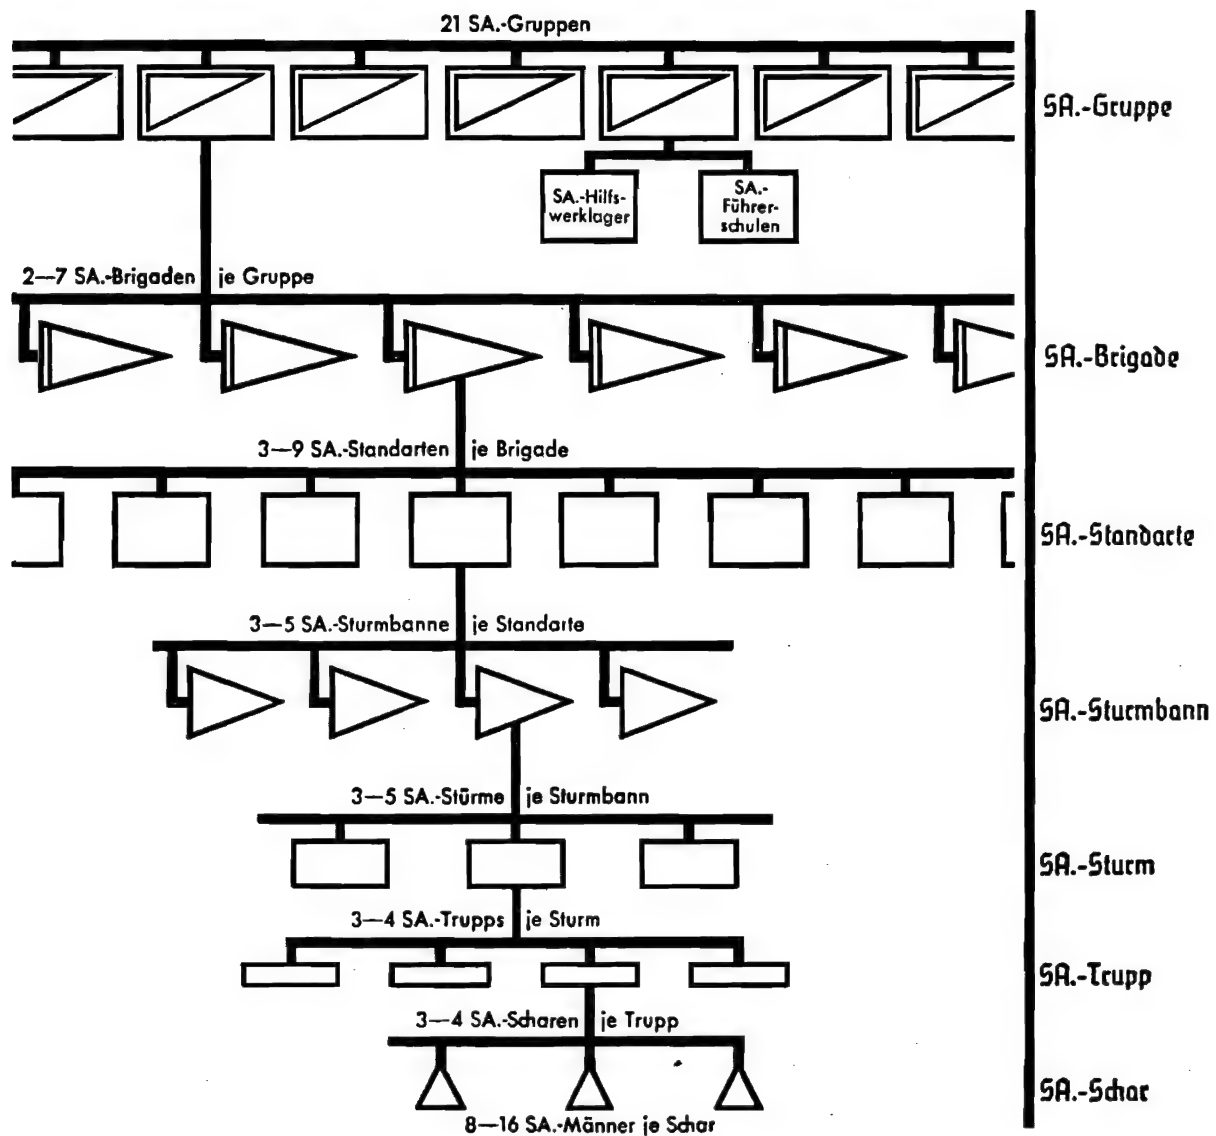 21 SA.-Gruppen
SA.-Gruppe
SA.-Hilfs-
werklager
SA.-
Führer-
schulen
2—7 SA.-Brigaden je Gruppe
SA.-Brigade
3—9 SA.-Standarten je Brigade
SA.-Standarte
3—5 SA.-Sturmbanne je Standarte
SA.-Sturmbann
3—5 SA.-Stürme je Sturmbann
SA.-Sturm
3—4 SA.-Trupps je Sturm
SA.-Trupp
3—4 SA.-Scharen je Trupp
SA.-Schar
8—16 SA.-Männer je Schar